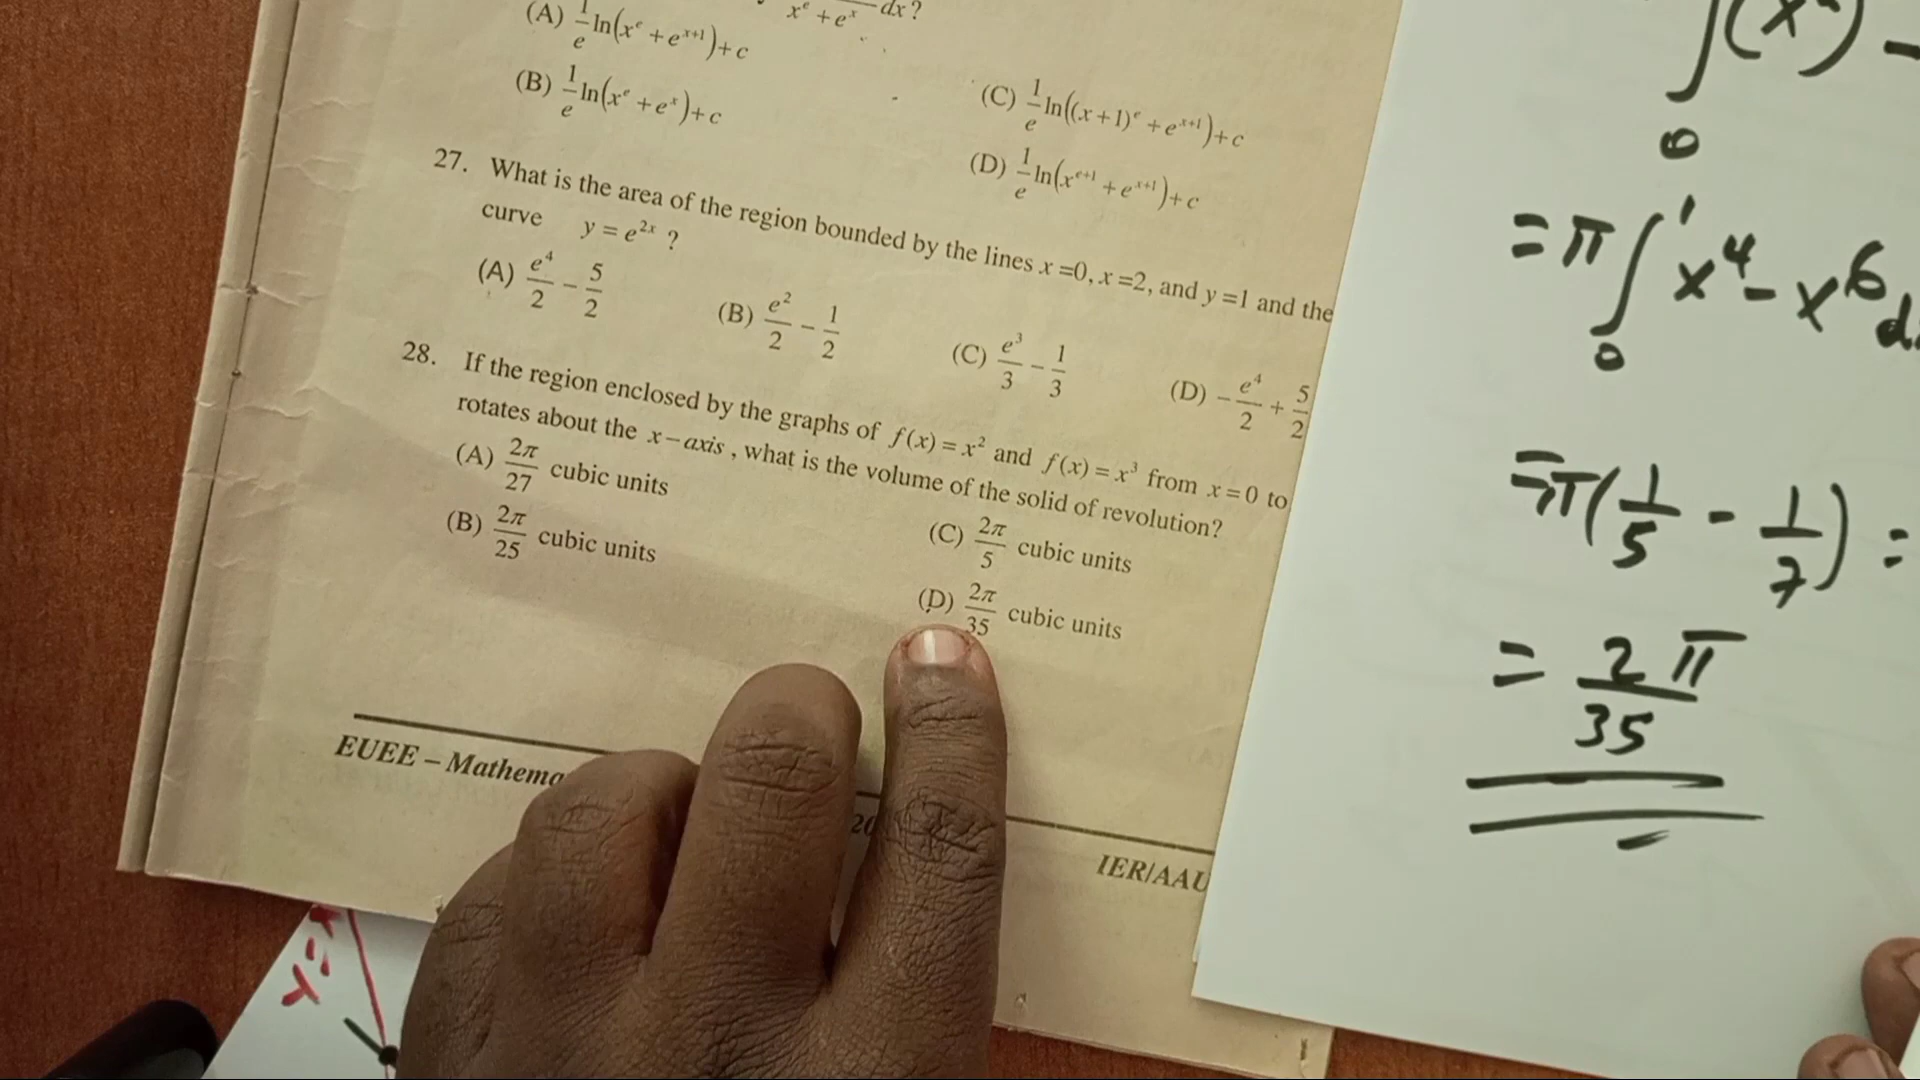 x^e + e^x dx?
(A) 1/e ln(x^e + e^{x+1}) + c
(B) 1/e ln(x^e + e^x) + c
(C) 1/e ln((x+1)^e + e^{x+1}) + c
(D) 1/e ln(x^{e+1} + e^{x+1}) + c
27. What is the area of the region bounded by the lines x =0, x =2, and y =1 and the
curve y = e^{2x} ?
(A) e^4/2 − 5/2 (B) e^2/2 − 1/2 (C) e^3/3 − 1/3 (D) − e^4/2 + 5/2
28. If the region enclosed by the graphs of f(x) = x^2 and f(x) = x^3 from x = 0 to
rotates about the x − axis , what is the volume of the solid of revolution?
(A) 2π/27 cubic units
(B) 2π/25 cubic units
(C) 2π/5 cubic units
(D) 2π/35 cubic units
EUEE – Mathema
20
IER/AAU
= π ∫_0^1 x^4 - x^6 d
= π(1/5 - 1/7) =
= 2π/35